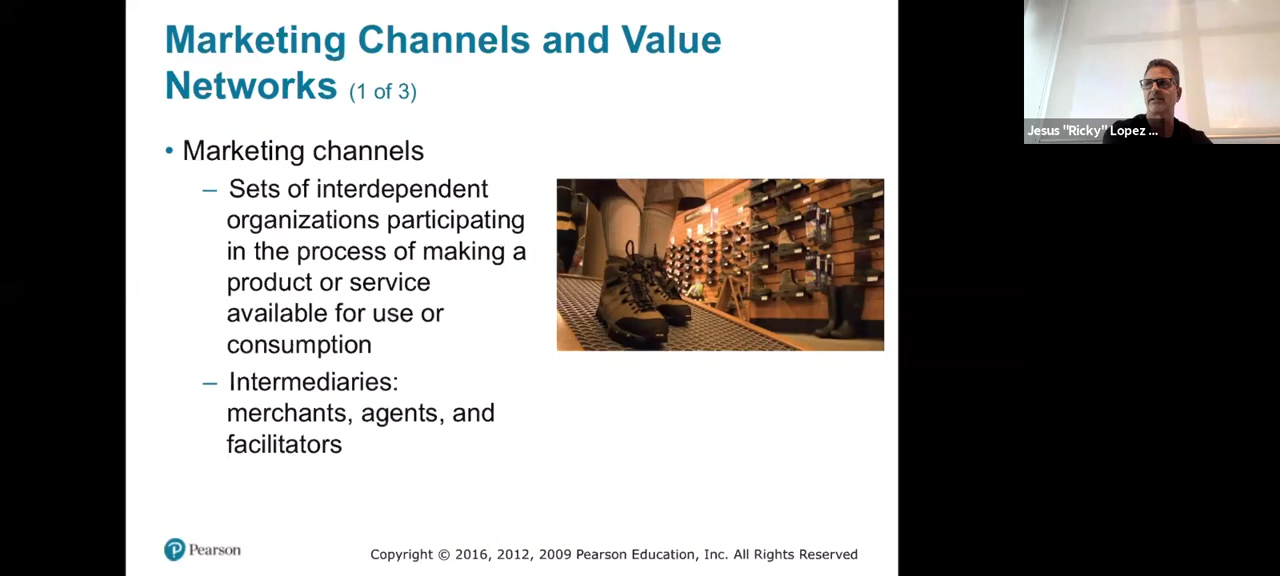 Marketing Channels and Value
Networks (1 of 3)
• Marketing channels
– Sets of interdependent
organizations participating
in the process of making a
product or service
available for use or
consumption
– Intermediaries:
merchants, agents, and
facilitators
Pearson
Copyright © 2016, 2012, 2009 Pearson Education, Inc. All Rights Reserved
Jesus "Ricky" Lopez ...